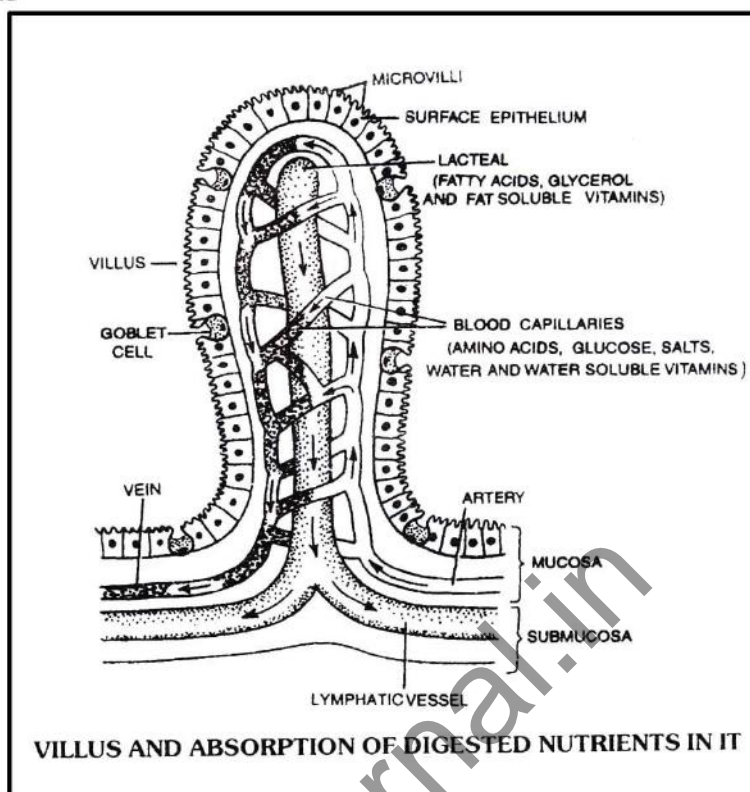 MICROVILLI
SURFACE EPITHELIUM
LACTEAL
(FATTY ACIDS, GLYCEROL
AND FAT SOLUBLE VITAMINS)
VILLUS
GOBLET
CELL
BLOOD CAPILLARIES
(AMINO ACIDS, GLUCOSE, SALTS,
WATER AND WATER SOLUBLE VITAMINS)
VEIN
ARTERY
MUCOSA
SUBMUCOSA
LYMPHATIC VESSEL
VILLUS AND ABSORPTION OF DIGESTED NUTRIENTS IN IT
rnal.in